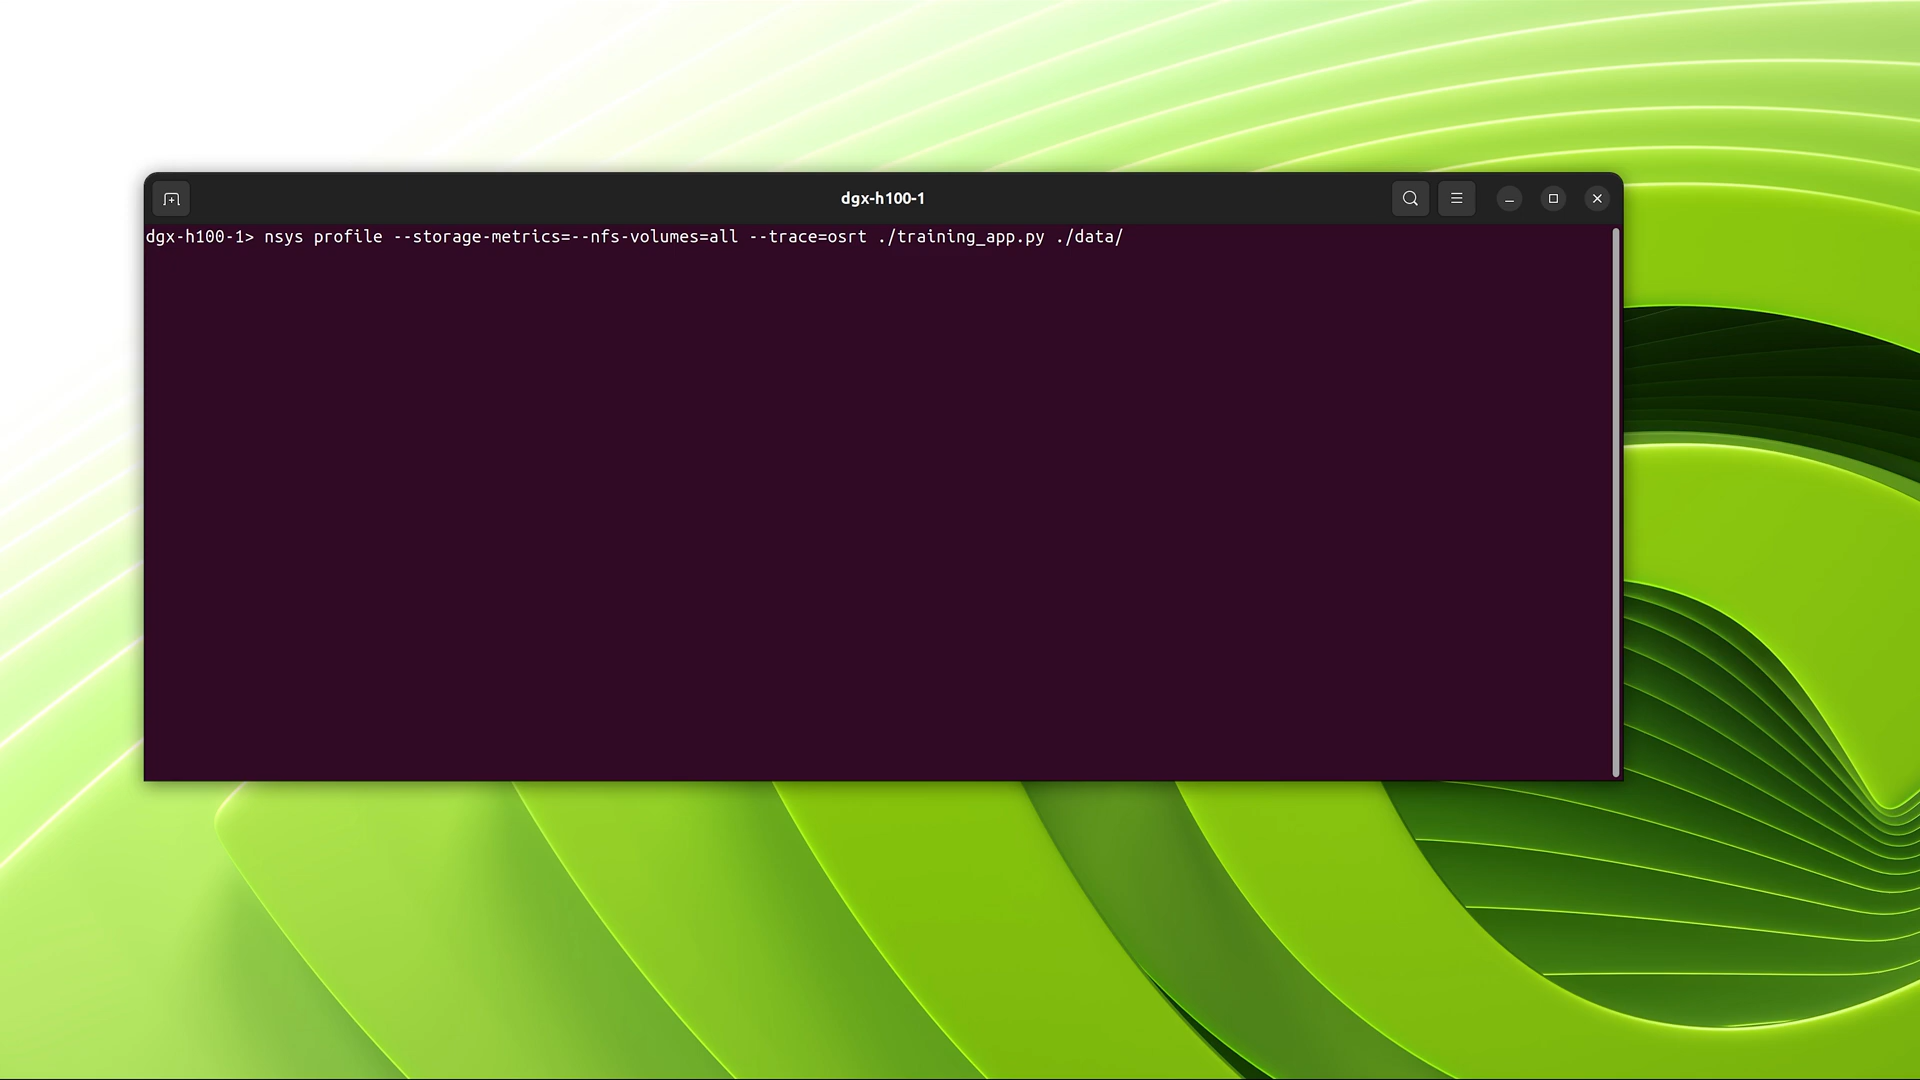 dgx-h100-1
dgx-h100-1> nsys profile --storage-metrics=--nfs-volumes=all --trace=osrt ./training_app.py ./data/